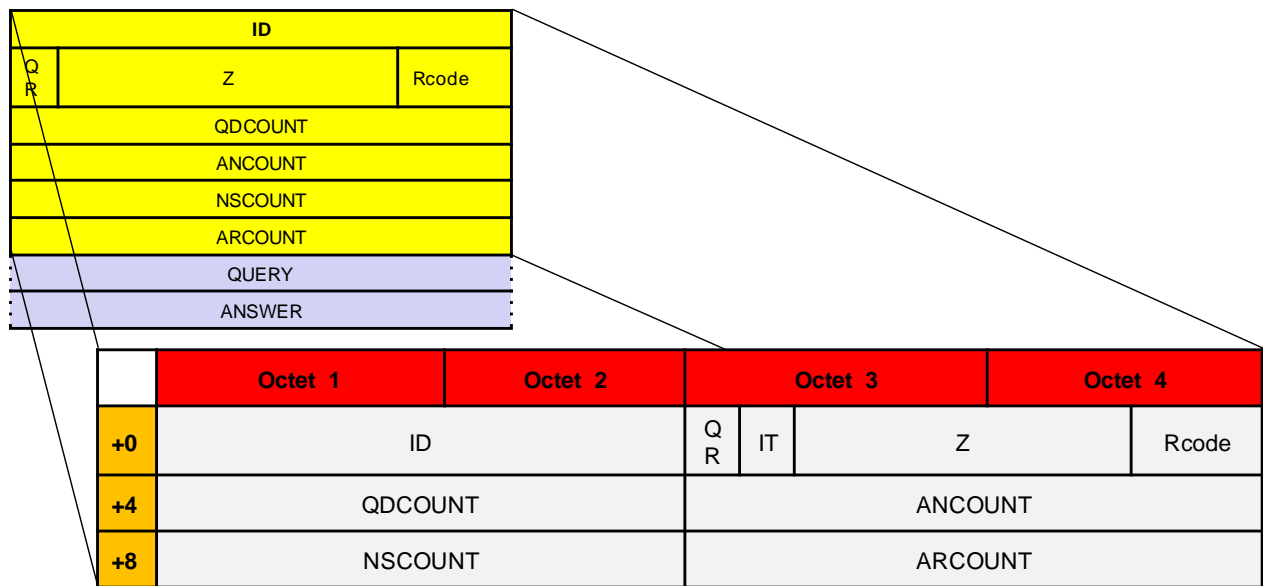 ID
Q
R
Z
Rcode
QDCOUNT
ANCOUNT
NSCOUNT
ARCOUNT
QUERY
ANSWER
Octet 1 Octet 2 Octet 3 Octet 4
+0 ID Q R IT Z Rcode
+4 QDCOUNT ANCOUNT
+8 NSCOUNT ARCOUNT